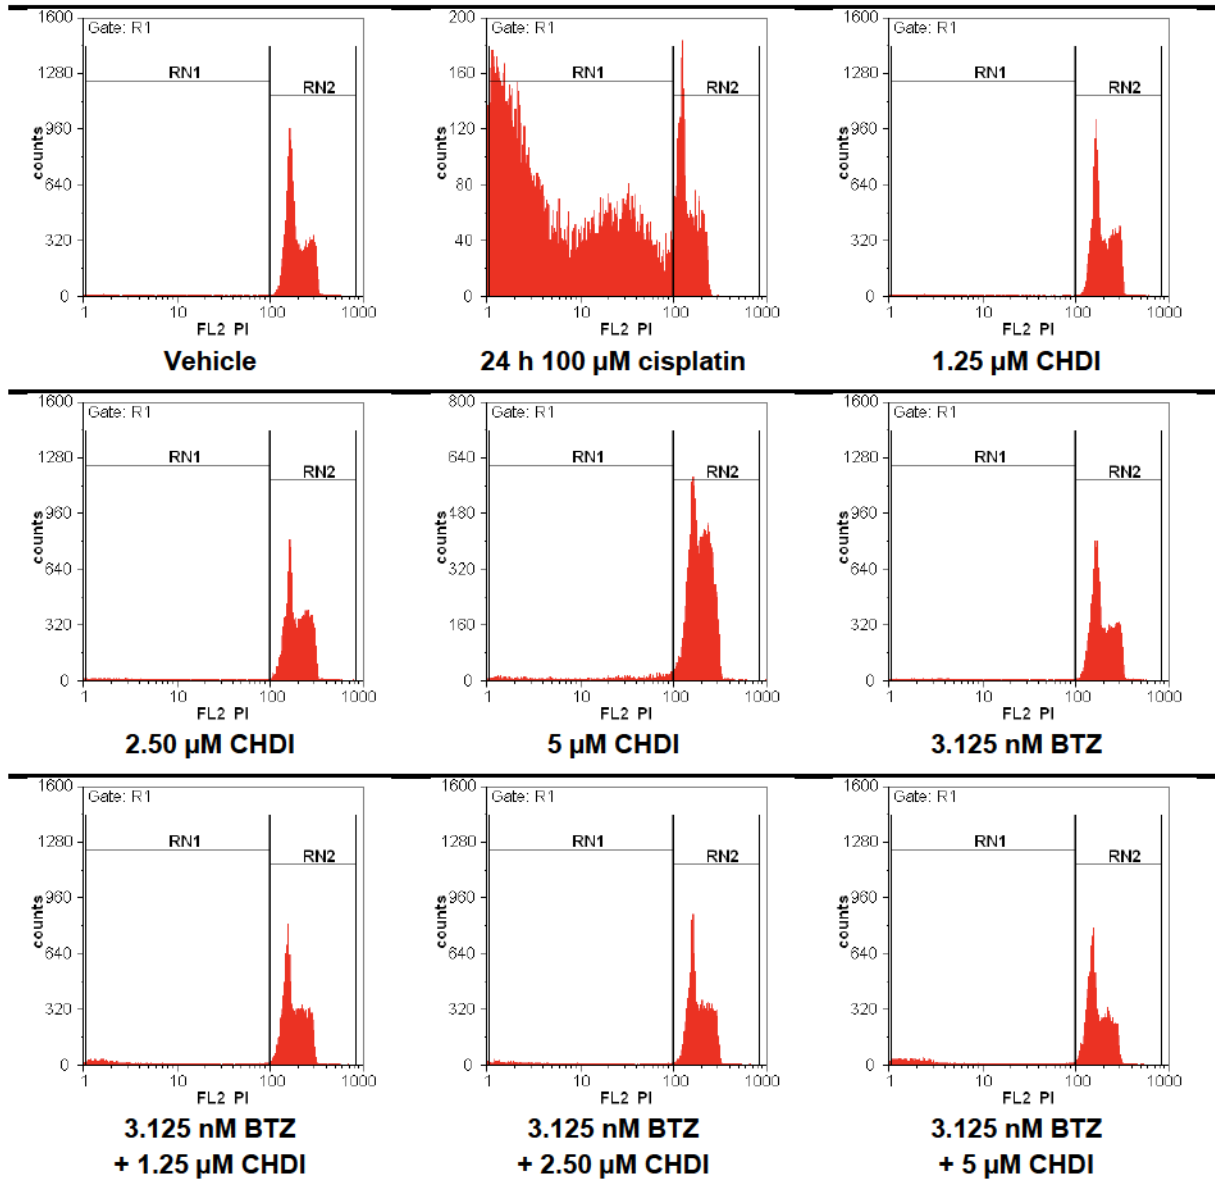 Gate: R1
1600
1280
960
640
320
0
counts
RN1
RN2
1
10
100
1000
FL2 PI
Vehicle
Gate: R1
200
160
120
80
40
0
counts
RN1
RN2
1
10
100
1000
FL2 PI
24 h 100 µM cisplatin
Gate: R1
1600
1280
960
640
320
0
counts
RN1
RN2
1
10
100
1000
FL2 PI
1.25 µM CHDI
Gate: R1
1600
1280
960
640
320
0
counts
RN1
RN2
1
10
100
1000
FL2 PI
2.50 µM CHDI
Gate: R1
800
640
480
320
160
0
counts
RN1
RN2
1
10
100
1000
FL2 PI
5 µM CHDI
Gate: R1
1600
1280
960
640
320
0
counts
RN1
RN2
1
10
100
1000
FL2 PI
3.125 nM BTZ
Gate: R1
1600
1280
960
640
320
0
counts
RN1
RN2
1
10
100
1000
FL2 PI
3.125 nM BTZ
+ 1.25 µM CHDI
Gate: R1
1600
1280
960
640
320
0
counts
RN1
RN2
1
10
100
1000
FL2 PI
3.125 nM BTZ
+ 2.50 µM CHDI
Gate: R1
1600
1280
960
640
320
0
counts
RN1
RN2
1
10
100
1000
FL2 PI
3.125 nM BTZ
+ 5 µM CHDI